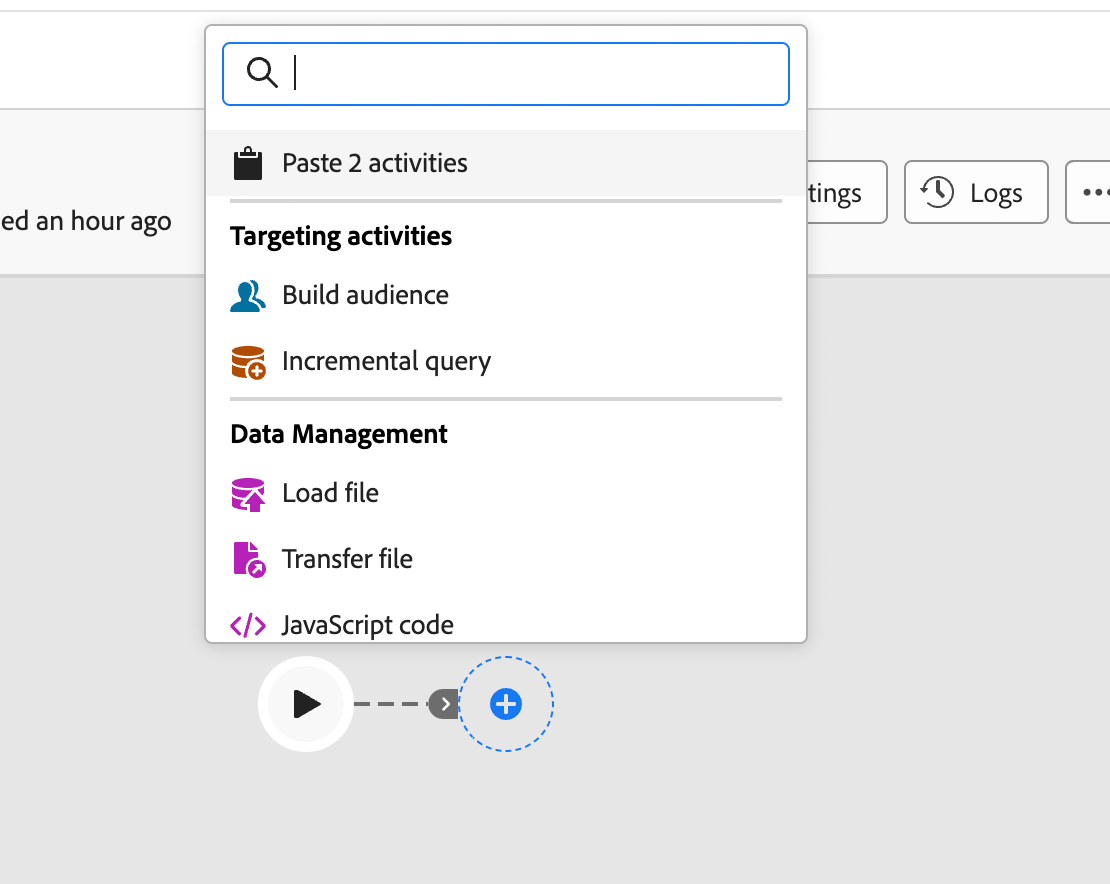 Paste 2 activities
ed an hour ago
tings
Logs
Targeting activities
Build audience
Incremental query
Data Management
Load file
Transfer file
JavaScript code